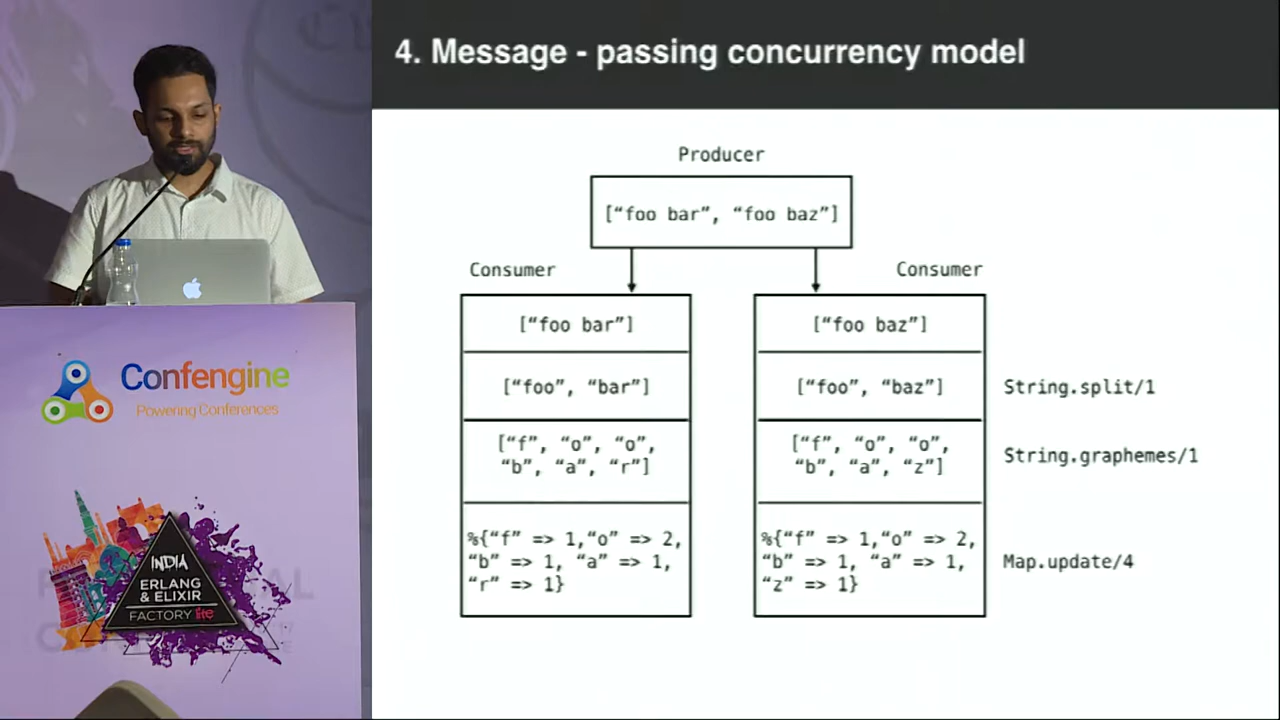 4. Message - passing concurrency model
Producer
[“foo bar”, “foo baz”]
Consumer
Consumer
[“foo bar”]
[“foo baz”]
[“foo”, “bar”]
[“foo”, “baz”]
String.split/1
[“f”, “o”, “o”,
“b”, “a”, “r”]
[“f”, “o”, “o”,
“b”, “a”, “z”]
String.graphemes/1
%{“f” => 1,“o” => 2,
“b” => 1, “a” => 1,
“r” => 1}
%{“f” => 1,“o” => 2,
“b” => 1, “a” => 1,
“z” => 1}
Map.update/4
Confengine
Powering Conferences
INDIA
ERLANG
& ELIXIR
FACTORY lite